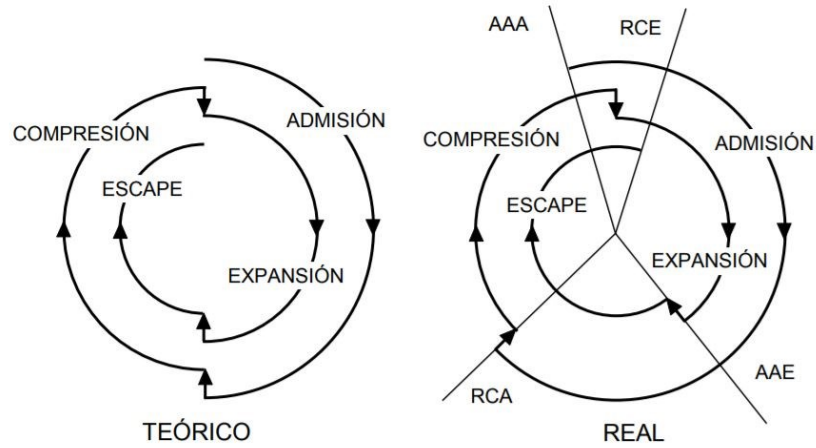 COMPRESIÓN
ADMISIÓN
ESCAPE
EXPANSIÓN
TEÓRICO
AAA
RCE
COMPRESIÓN
ADMISIÓN
ESCAPE
EXPANSIÓN
RCA
AAE
REAL